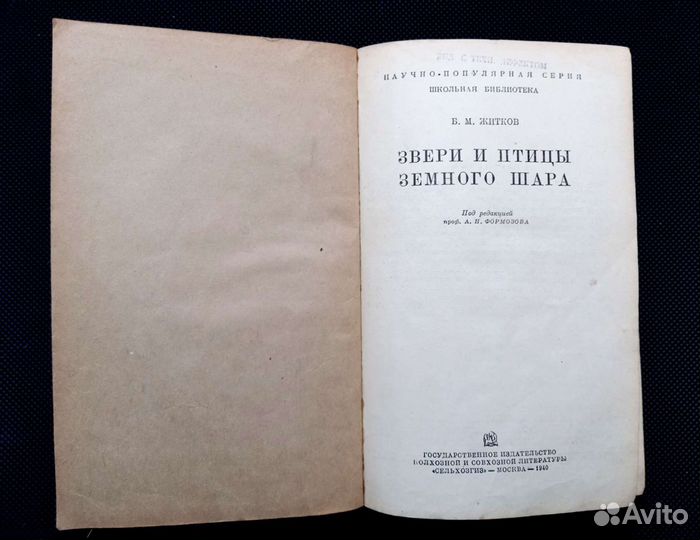 НАУЧНО-ПОПУЛЯРНАЯ СЕРИЯ
ШКОЛЬНАЯ БИБЛИОТЕКА
Б. М. ЖИТКОВ
ЗВЕРИ И ПТИЦЫ
ЗЕМНОГО ШАРА
Под редакцией
проф. А. Н. ФОРМОЗОВА
ГОСУДАРСТВЕННОЕ ИЗДАТЕЛЬСТВО
КОЛХОЗНОЙ И СОВХОЗНОЙ ЛИТЕРАТУРЫ
«СЕЛЬХОЗГИЗ» — МОСКВА — 1940
Avito